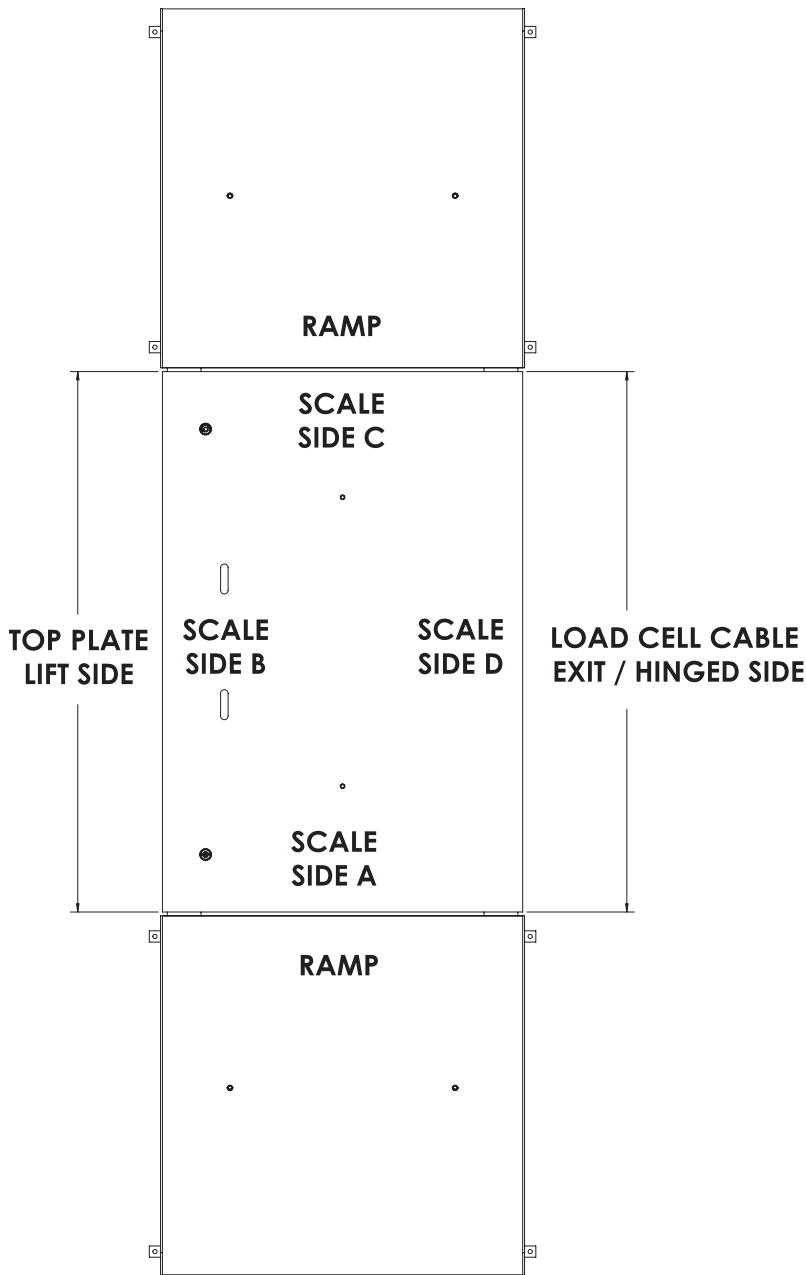 RAMP
SCALE
SIDE C
TOP PLATE
LIFT SIDE
SCALE
SIDE B
SCALE
SIDE D
LOAD CELL CABLE
EXIT / HINGED SIDE
SCALE
SIDE A
RAMP